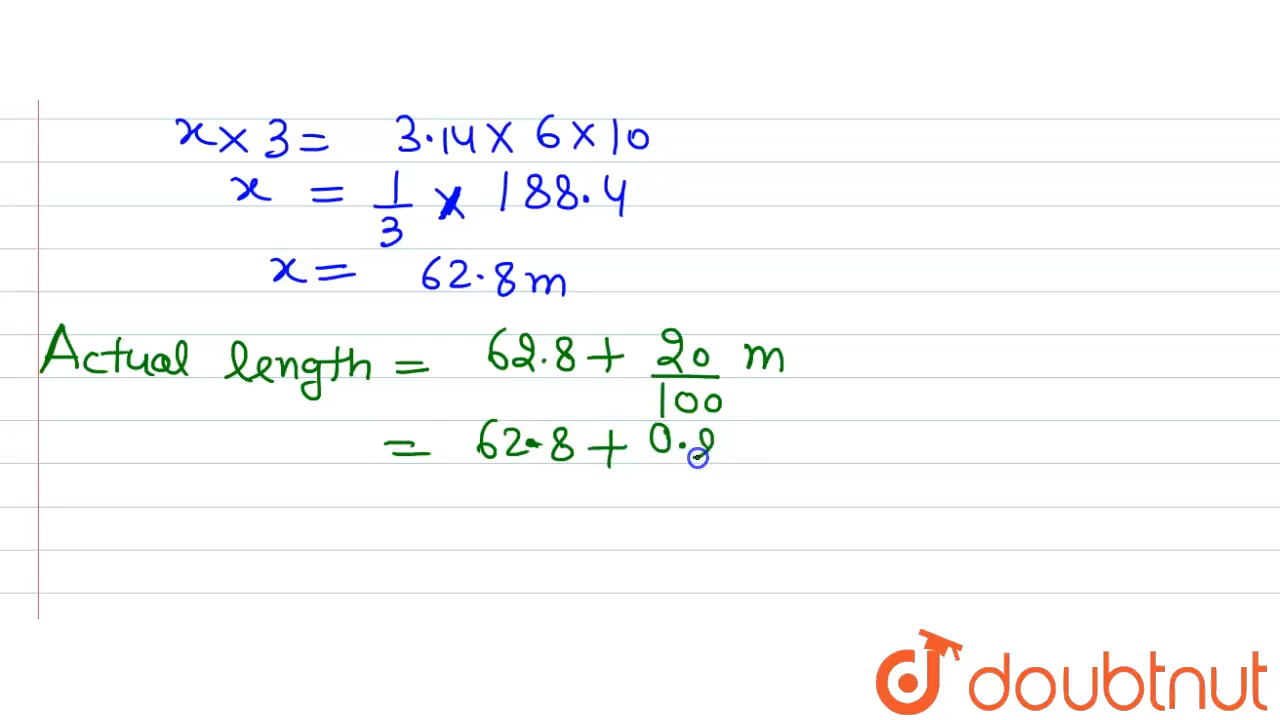 x × 3 = 3.14 × 6 × 10
x = 1/3 × 188.4
x = 62.8 m
Actual length = 62.8 + 20/100 m
= 62.8 + 0.
doubtnut